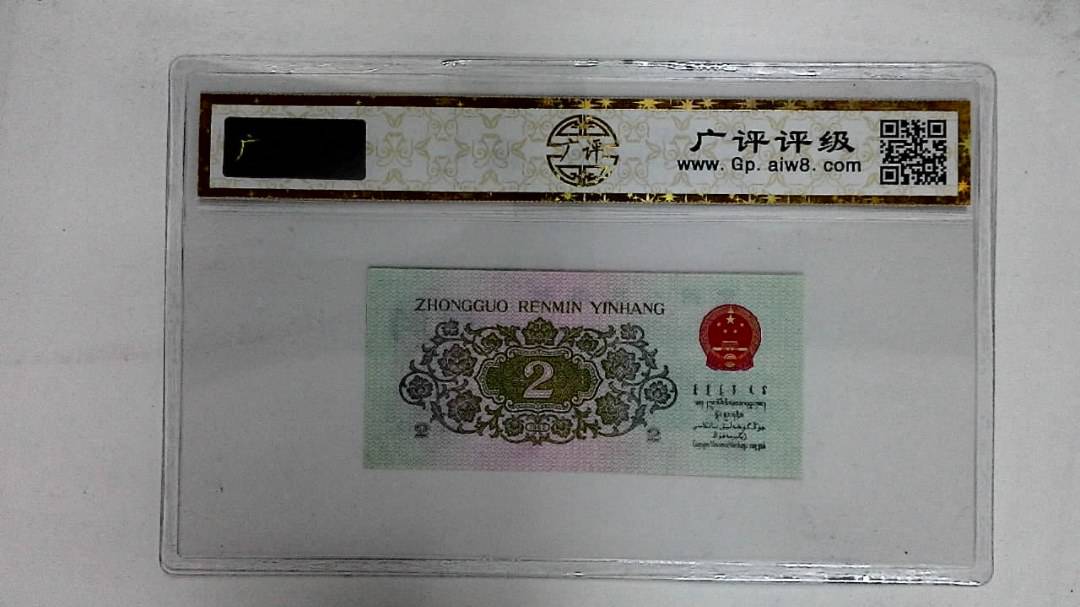 广
广评
广评评级
www. Gp. aiw8. com
ZHONGGUO RENMIN YINHANG
2
2
2